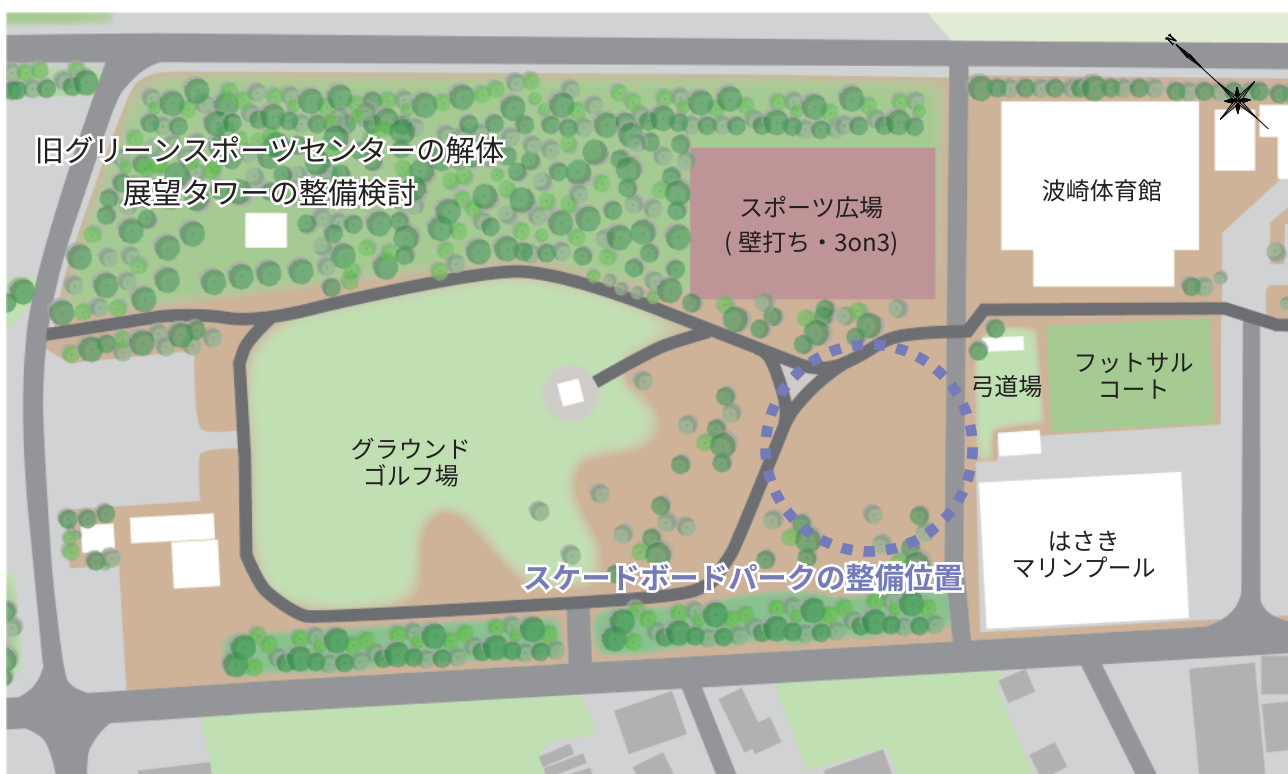 N
旧グリーンスポーツセンターの解体
展望タワーの整備検討
スポーツ広場
( 壁打ち・3on3)
波崎体育館
フットサル
コート
弓道場
グラウンド
ゴルフ場
はさき
マリンプール
スケードボードパークの整備位置